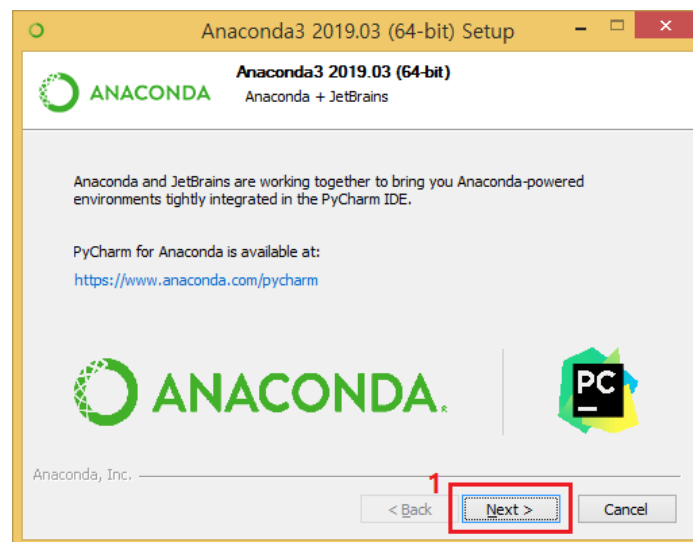 Anaconda3 2019.03 (64-bit) Setup
ANACONDA
Anaconda3 2019.03 (64-bit)
Anaconda + JetBrains
Anaconda and JetBrains are working together to bring you Anaconda-powered
environments tightly integrated in the PyCharm IDE.
PyCharm for Anaconda is available at:
https://www.anaconda.com/pycharm
ANACONDA®
PC
Anaconda, Inc.
1
< Back
Next >
Cancel